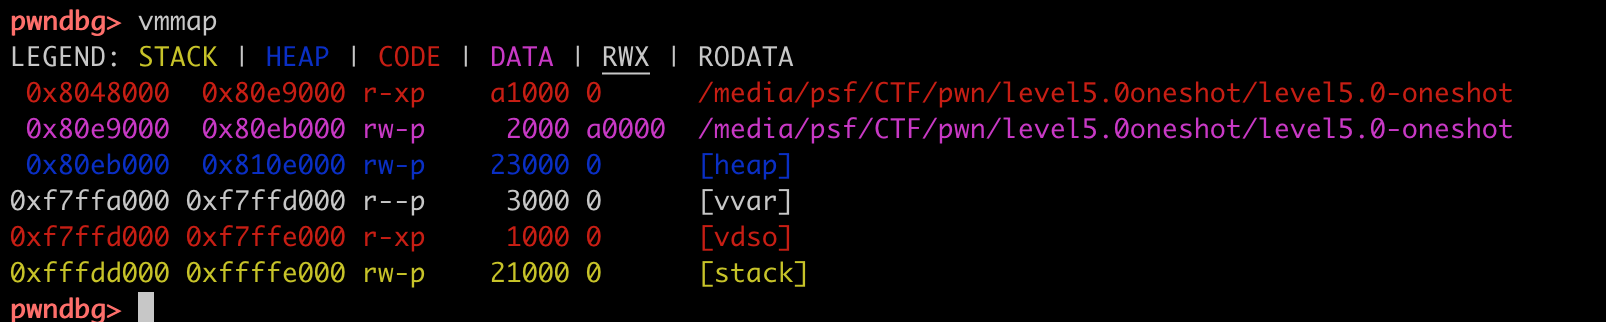 pwndbg> vmmap
LEGEND: STACK | HEAP | CODE | DATA | RWX | RODATA
 0x8048000  0x80e9000 r-xp    a1000 0      /media/psf/CTF/pwn/level5.0oneshot/level5.0-oneshot
 0x80e9000  0x80eb000 rw-p     2000 a0000  /media/psf/CTF/pwn/level5.0oneshot/level5.0-oneshot
 0x80eb000  0x810e000 rw-p    23000 0      [heap]
0xf7ffa000 0xf7ffd000 r--p     3000 0      [vvar]
0xf7ffd000 0xf7ffe000 r-xp     1000 0      [vdso]
0xfffdd000 0xffffe000 rw-p    21000 0      [stack]
pwndbg>